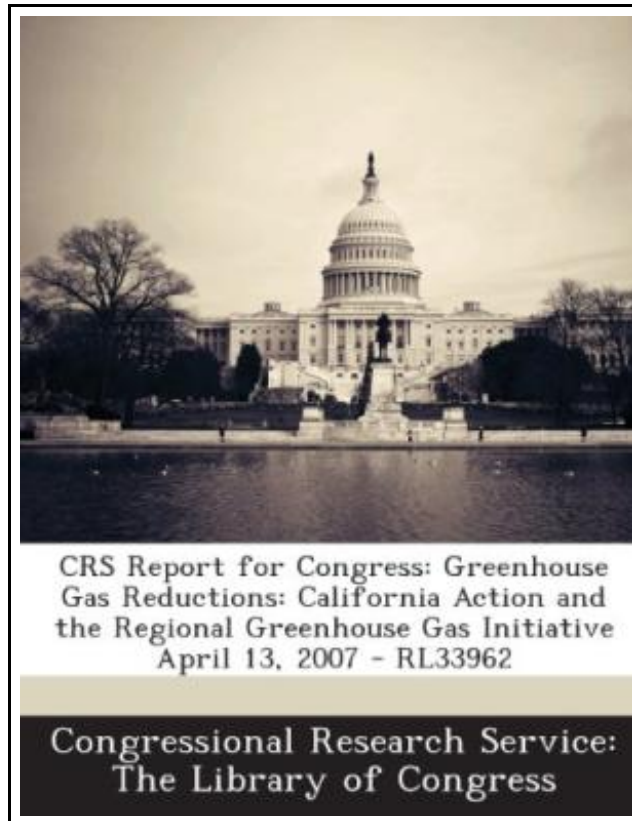 CRS Report for Congress: Greenhouse
Gas Reductions: California Action and
the Regional Greenhouse Gas Initiative
April 13, 2007 - RL33962
Congressional Research Service:
The Library of Congress